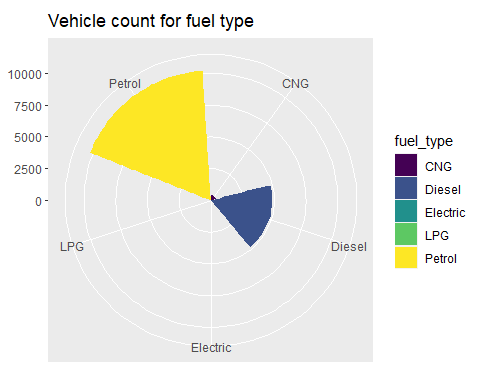 Vehicle count for fuel type
10000
7500
5000
2500
0
Petrol
CNG
LPG
Diesel
Electric
fuel_type
CNG
Diesel
Electric
LPG
Petrol